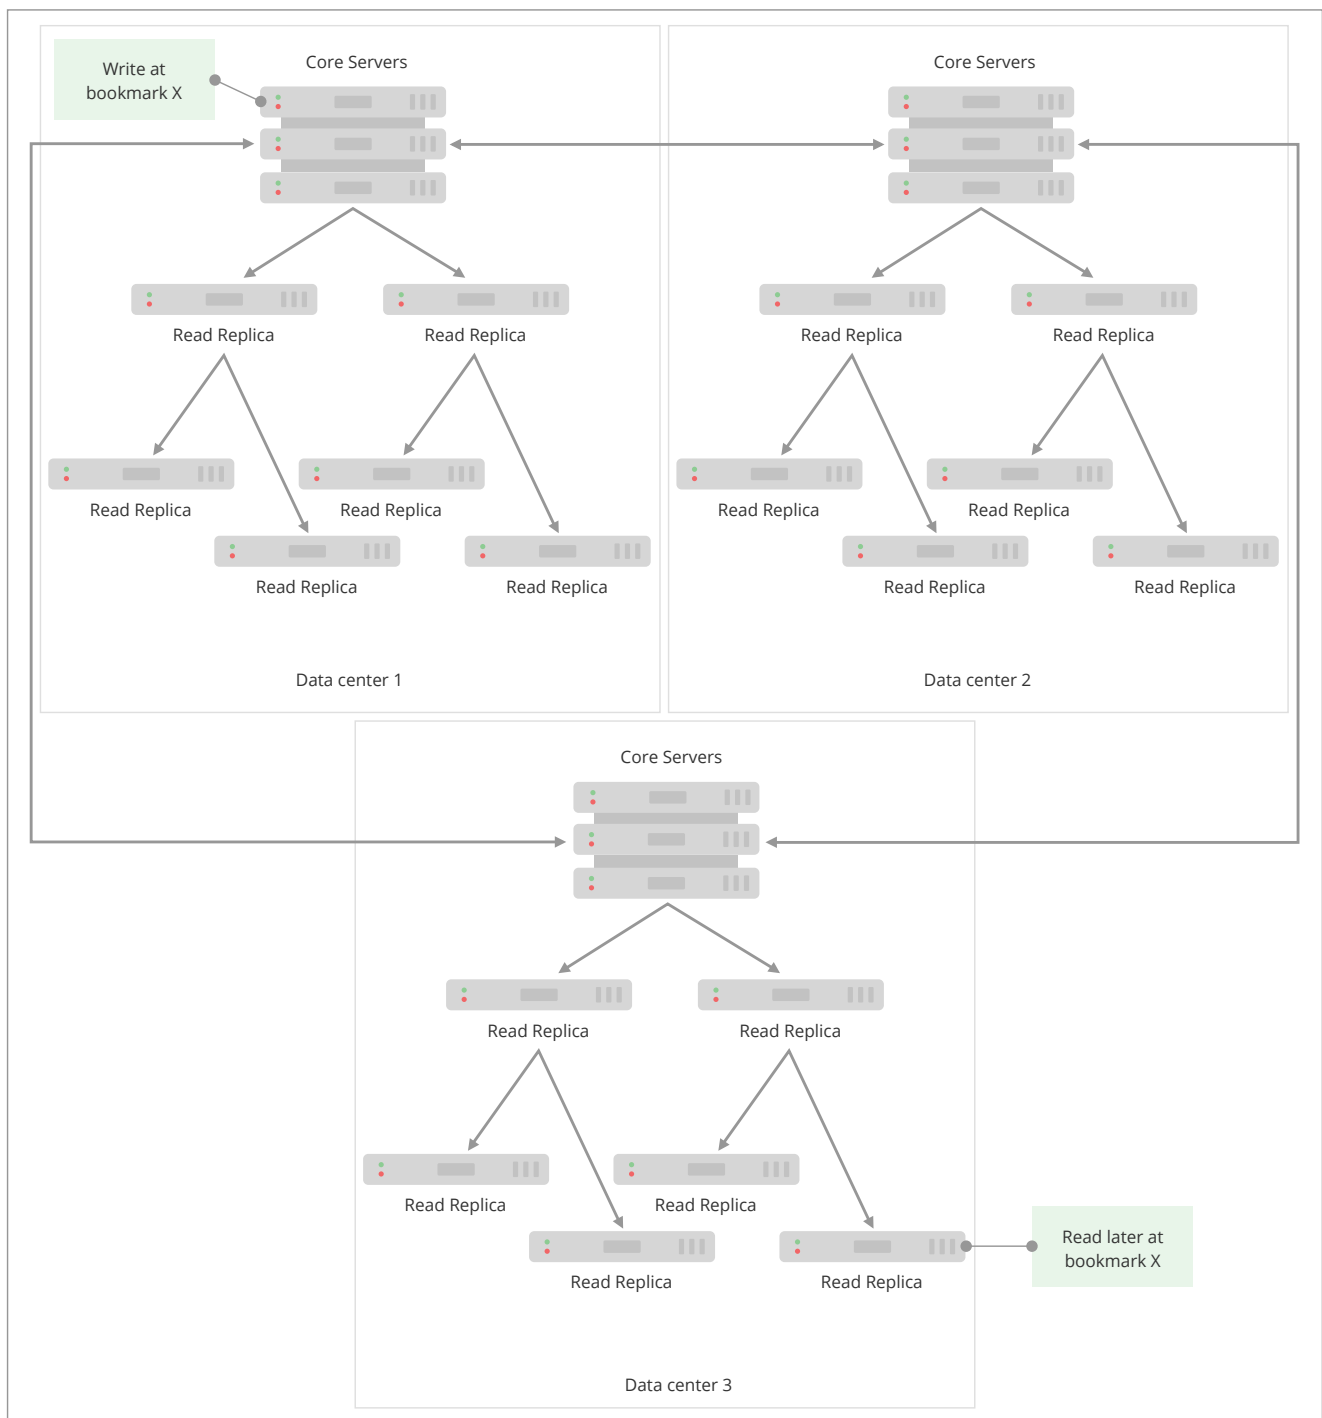 Write at
bookmark X
Core Servers
Core Servers
Read Replica
Read Replica
Read Replica
Read Replica
Read Replica
Read Replica
Read Replica
Read Replica
Read Replica
Read Replica
Read Replica
Read Replica
Data center 1
Data center 2
Core Servers
Read Replica
Read Replica
Read Replica
Read Replica
Read Replica
Read Replica
Read later at
bookmark X
Data center 3